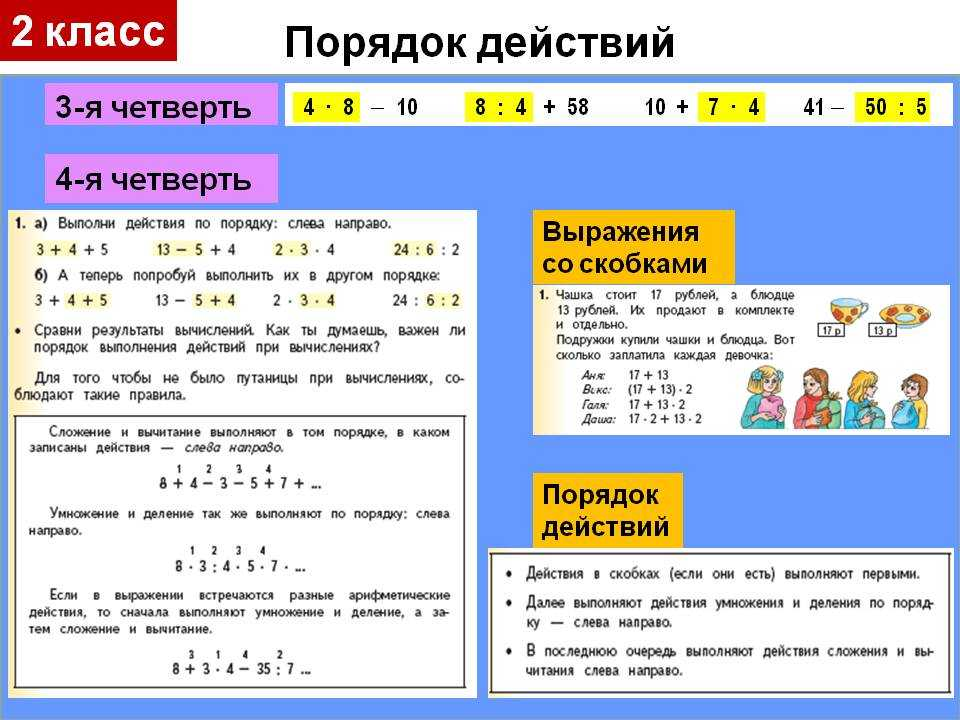 2 класс
Порядок действий
3-я четверть
4 · 8 – 10 8 : 4 + 58 10 + 7 · 4 41 – 50 : 5
4-я четверть
1. а) Выполни действия по порядку: слева направо.
3 + 4 + 5 13 – 5 + 4 2 · 3 · 4 24 : 6 : 2
б) А теперь попробуй выполнить их в другом порядке:
3 + 4 + 5 13 – 5 + 4 2 · 3 · 4 24 : 6 : 2
• Сравни результаты вычислений. Как ты думаешь, важен ли
порядок выполнения действий при вычислениях?
Для того чтобы не было путаницы при вычислениях, со-
блюдают такие правила.
Сложение и вычитание выполняют в том порядке, в каком
записаны действия — слева направо.
1 2 3 4
8 + 4 – 3 – 5 + 7 + ...
Умножение и деление так же выполняют по порядку: слева
направо.
1 2 3 4
8 · 3 : 4 · 5 · 7 · ...
Если в выражении встречаются разные арифметические
действия, то сначала выполняют умножение и деление, а за-
тем сложение и вычитание.
3 1 4 2
8 + 3 · 4 – 35 : 7 ...
Выражения
со скобками
1. Чашка стоит 17 рублей, а блюдце
13 рублей. Их продают в комплекте
и отдельно.
Подружки купили чашки и блюдца. Вот
сколько заплатила каждая девочка:
Аня: 17 + 13
Вика: (17 + 13) · 2
Галя: 17 + 13 · 2
Даша: 17 · 2 + 13 · 2
17 р 13 р
Порядок
действий
• Действия в скобках (если они есть) выполняют первыми.
• Далее выполняют действия умножения и деления по поряд-
ку — слева направо.
• В последнюю очередь выполняют действия сложения и вы-
читания слева направо.